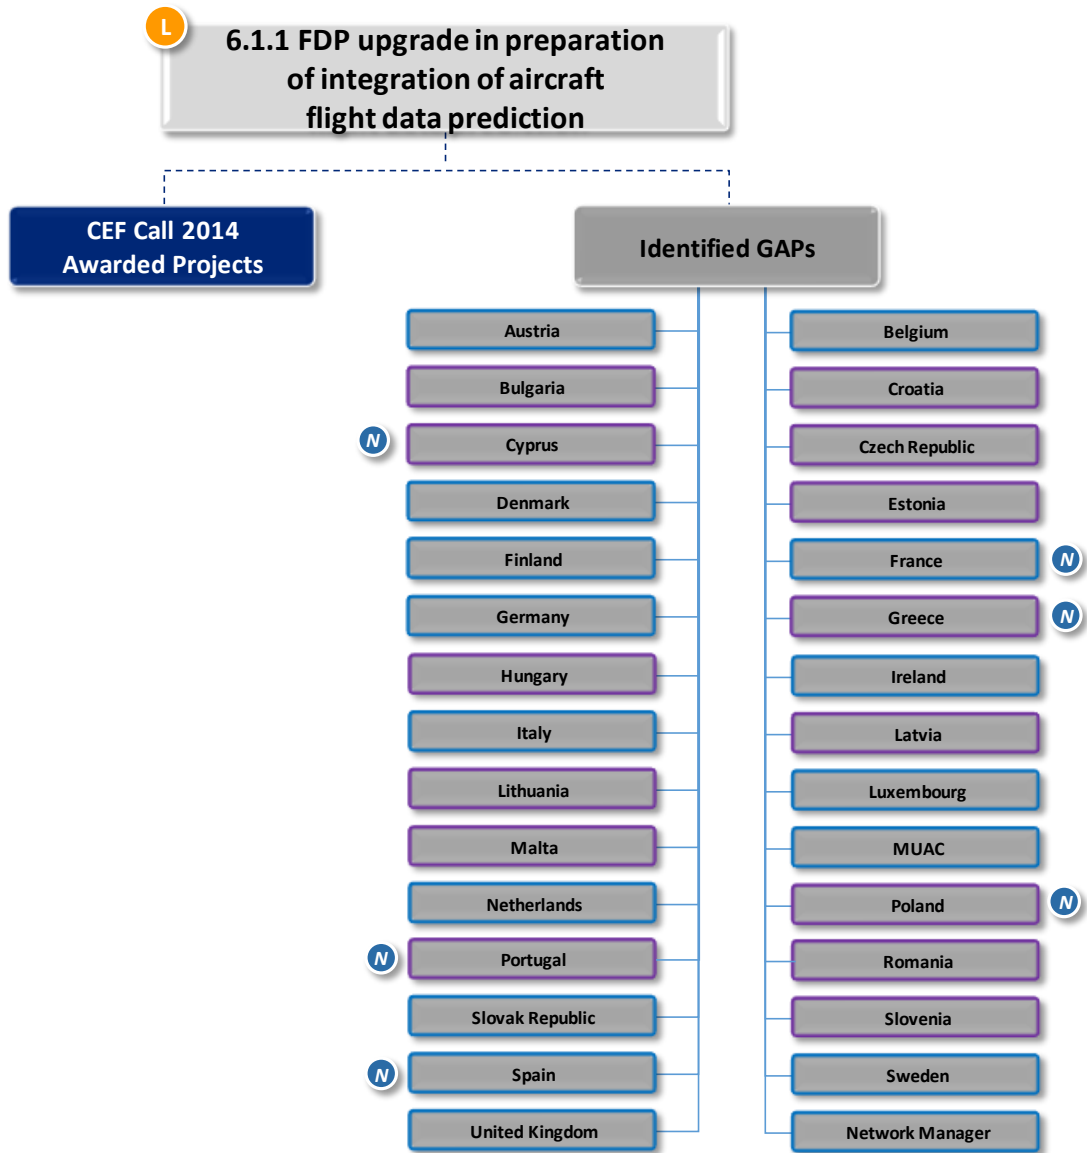 L
6.1.1 FDP upgrade in preparation
of integration of aircraft
flight data prediction
CEF Call 2014
Awarded Projects
Identified GAPs
Austria
Belgium
Bulgaria
Croatia
N
Cyprus
Czech Republic
Denmark
Estonia
Finland
France
N
Germany
Greece
N
Hungary
Ireland
Italy
Latvia
Lithuania
Luxembourg
Malta
MUAC
Netherlands
Poland
N
N
Portugal
Romania
Slovak Republic
Slovenia
N
Spain
Sweden
United Kingdom
Network Manager